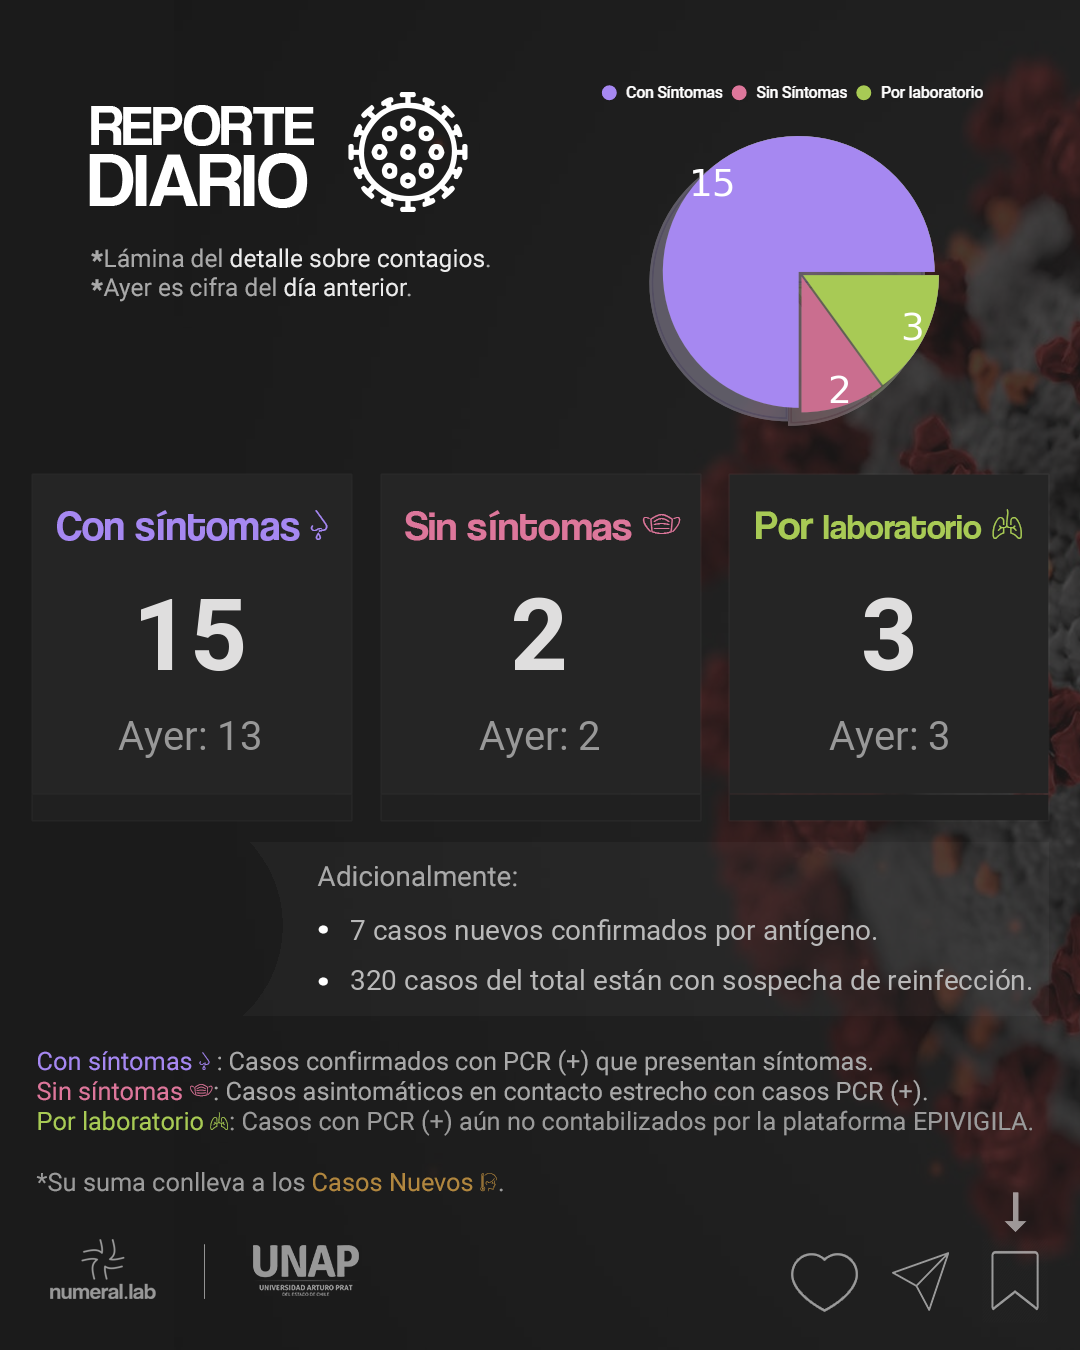 REPORTE
DIARIO
*Lámina del detalle sobre contagios.
*Ayer es cifra del día anterior.
Con Síntomas Sin Síntomas Por laboratorio
15
3
2
Con síntomas
15
Ayer: 13
Sin síntomas
2
Ayer: 2
Por laboratorio
3
Ayer: 3
Adicionalmente:
• 7 casos nuevos confirmados por antígeno.
• 320 casos del total están con sospecha de reinfección.
Con síntomas : Casos confirmados con PCR (+) que presentan síntomas.
Sin síntomas : Casos asintomáticos en contacto estrecho con casos PCR (+).
Por laboratorio : Casos con PCR (+) aún no contabilizados por la plataforma EPIVIGILA.
*Su suma conlleva a los Casos Nuevos .
numeral.lab
UNAP
UNIVERSIDAD ARTURO PRAT
DEL ESTADO DE CHILE